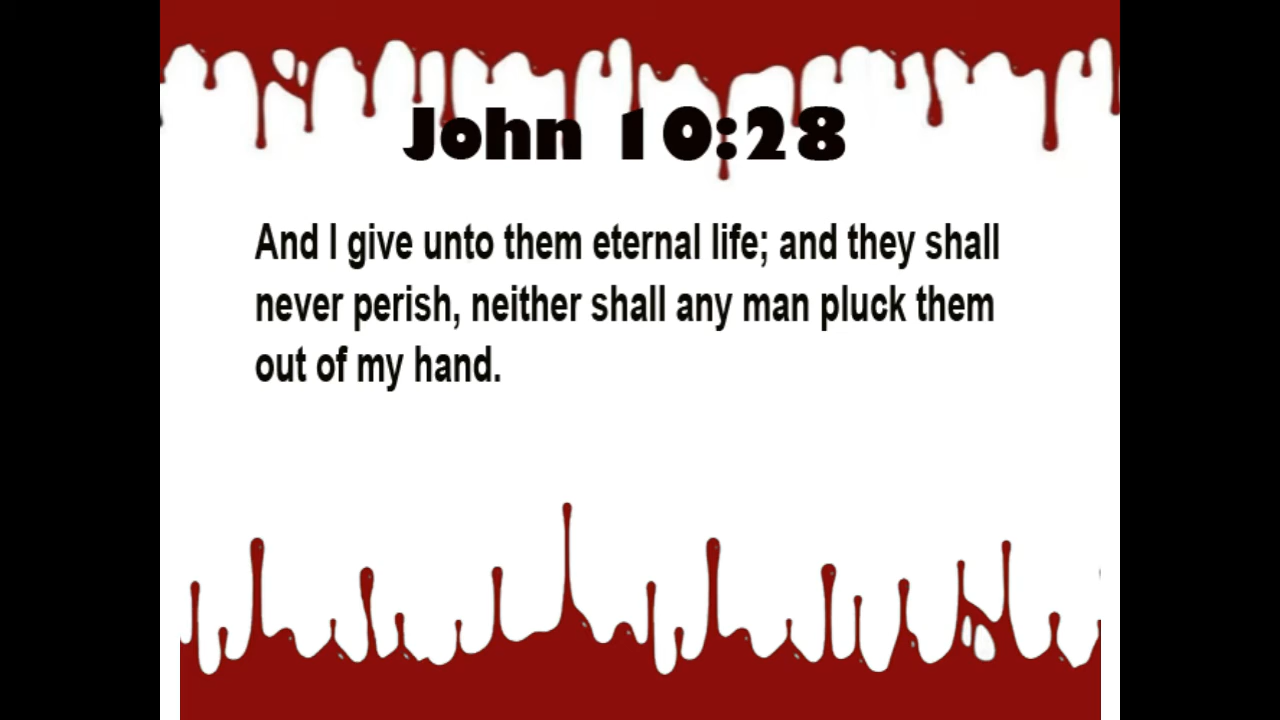 John 10:28
And I give unto them eternal life; and they shall
never perish, neither shall any man pluck them
out of my hand.